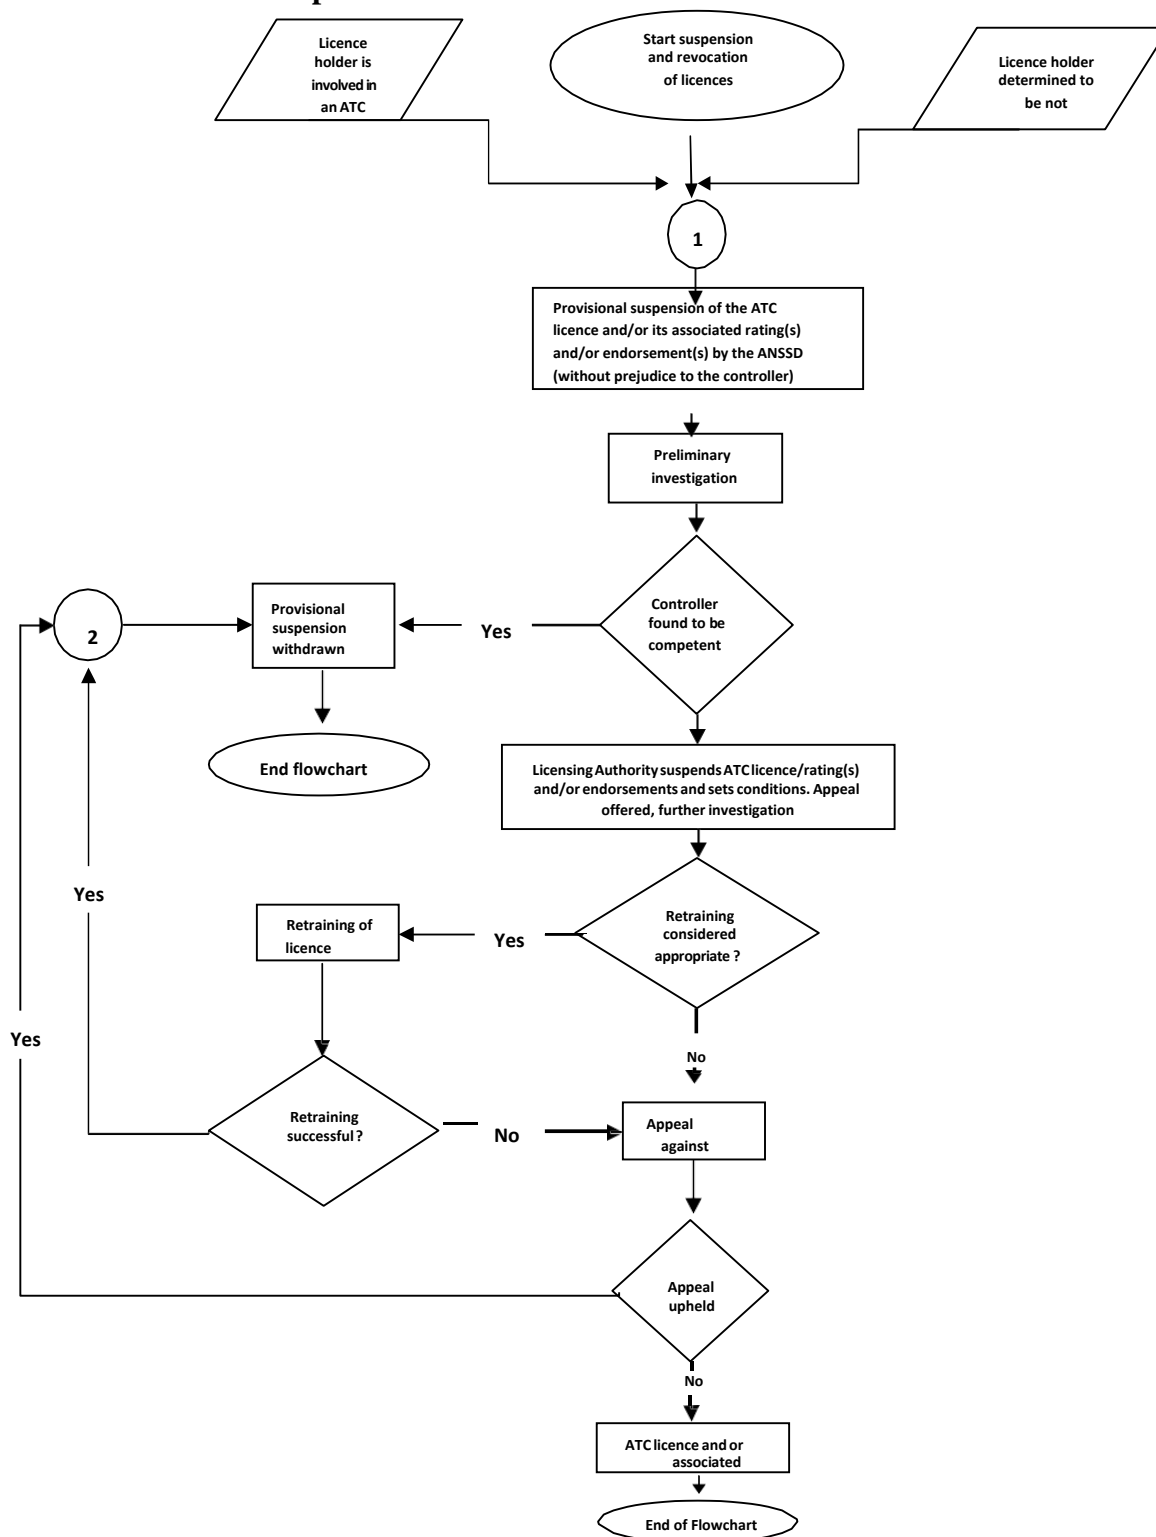 Licence
holder is
involved in
an ATC
Start suspension
and revocation
of licences
Licence holder
determined to
be not
1
Provisional suspension of the ATC
licence and/or its associated rating(s)
and/or endorsement(s) by the ANSSD
(without prejudice to the controller)
Preliminary
investigation
Controller
found to be
competent
Yes
Provisional
suspension
withdrawn
2
End flowchart
Licensing Authority suspends ATC licence/rating(s)
and/or endorsements and sets conditions. Appeal
offered, further investigation
Yes
Retraining
considered
appropriate ?
Yes
Retraining of
licence
Yes
No
Retraining
successful ?
No
Appeal
against
Appeal
upheld
No
ATC licence and or
associated
End of Flowchart